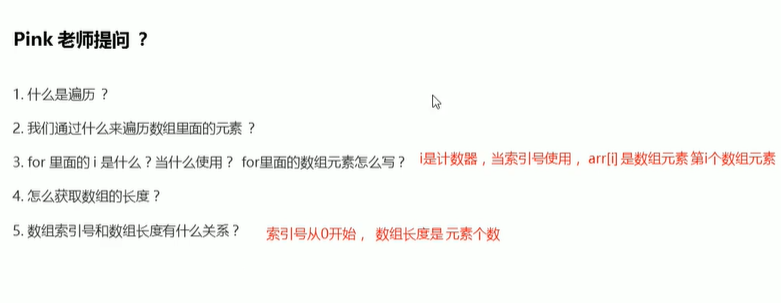 Pink 老师提问 ？
1. 什么是遍历 ？
2. 我们通过什么来遍历数组里面的元素 ？
3. for 里面的 i 是什么？当什么使用？ for里面的数组元素怎么写？ i是计数器，当索引号使用， arr[i] 是数组元素 第i个数组元素
4. 怎么获取数组的长度？
5. 数组索引号和数组长度有什么关系？ 索引号从0开始， 数组长度是 元素个数